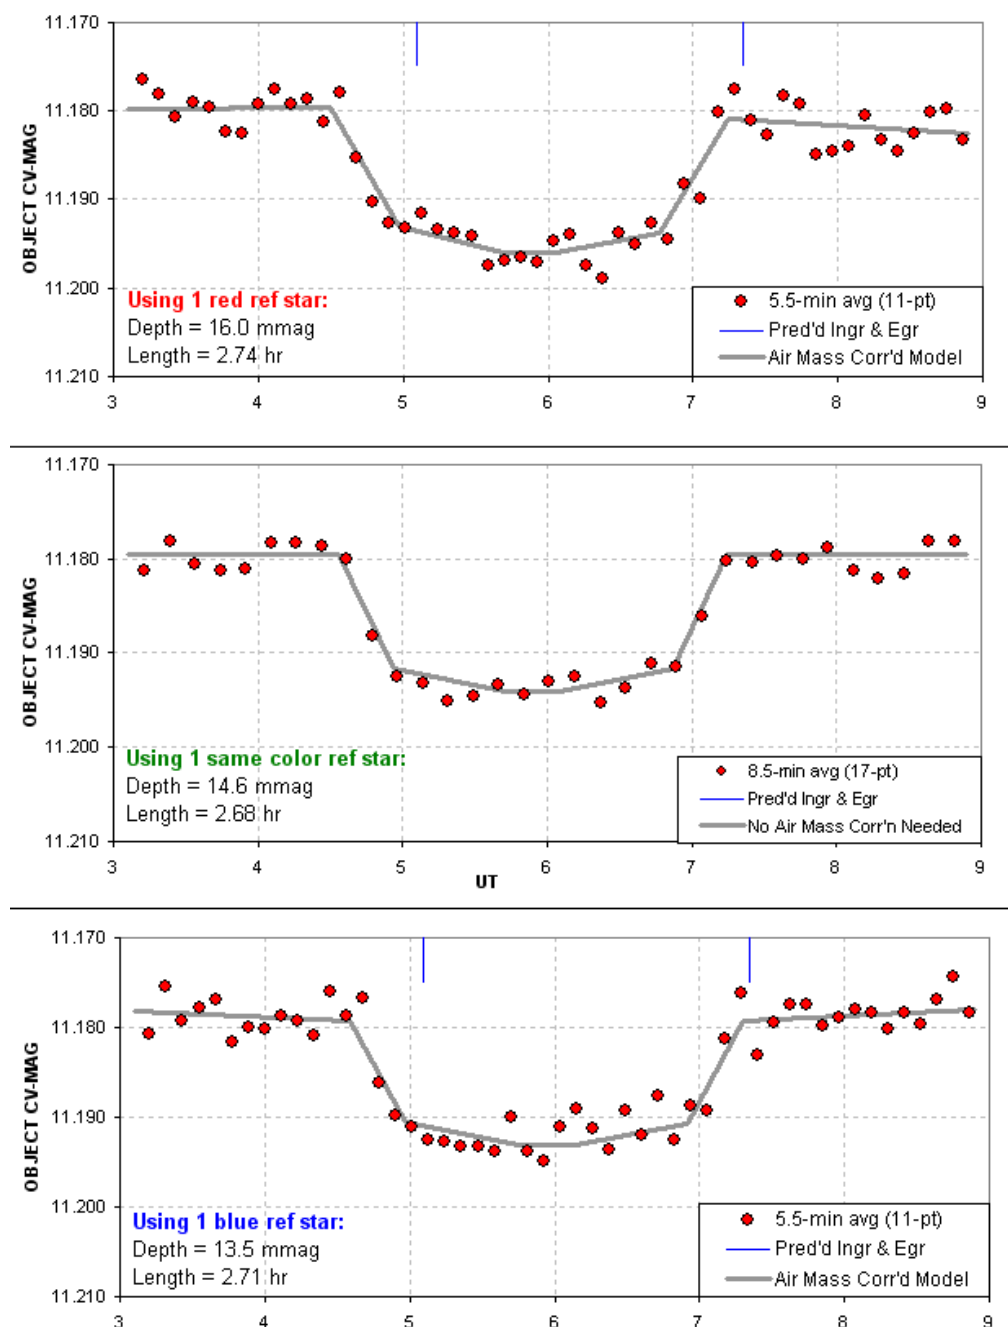 11.170
11.180
11.190
11.200
11.210
OBJECT CV-MAG
Using 1 red ref star:
Depth = 16.0 mmag
Length = 2.74 hr
5.5-min avg (11-pt)
Pred'd Ingr & Egr
Air Mass Corr'd Model
3 4 5 6 7 8 9
11.170
11.180
11.190
11.200
11.210
OBJECT CV-MAG
Using 1 same color ref star:
Depth = 14.6 mmag
Length = 2.68 hr
8.5-min avg (17-pt)
Pred'd Ingr & Egr
No Air Mass Corr'n Needed
3 4 5 6 7 8 9
UT
11.170
11.180
11.190
11.200
11.210
OBJECT CV-MAG
Using 1 blue ref star:
Depth = 13.5 mmag
Length = 2.71 hr
5.5-min avg (11-pt)
Pred'd Ingr & Egr
Air Mass Corr'd Model
3 4 5 6 7 8 9